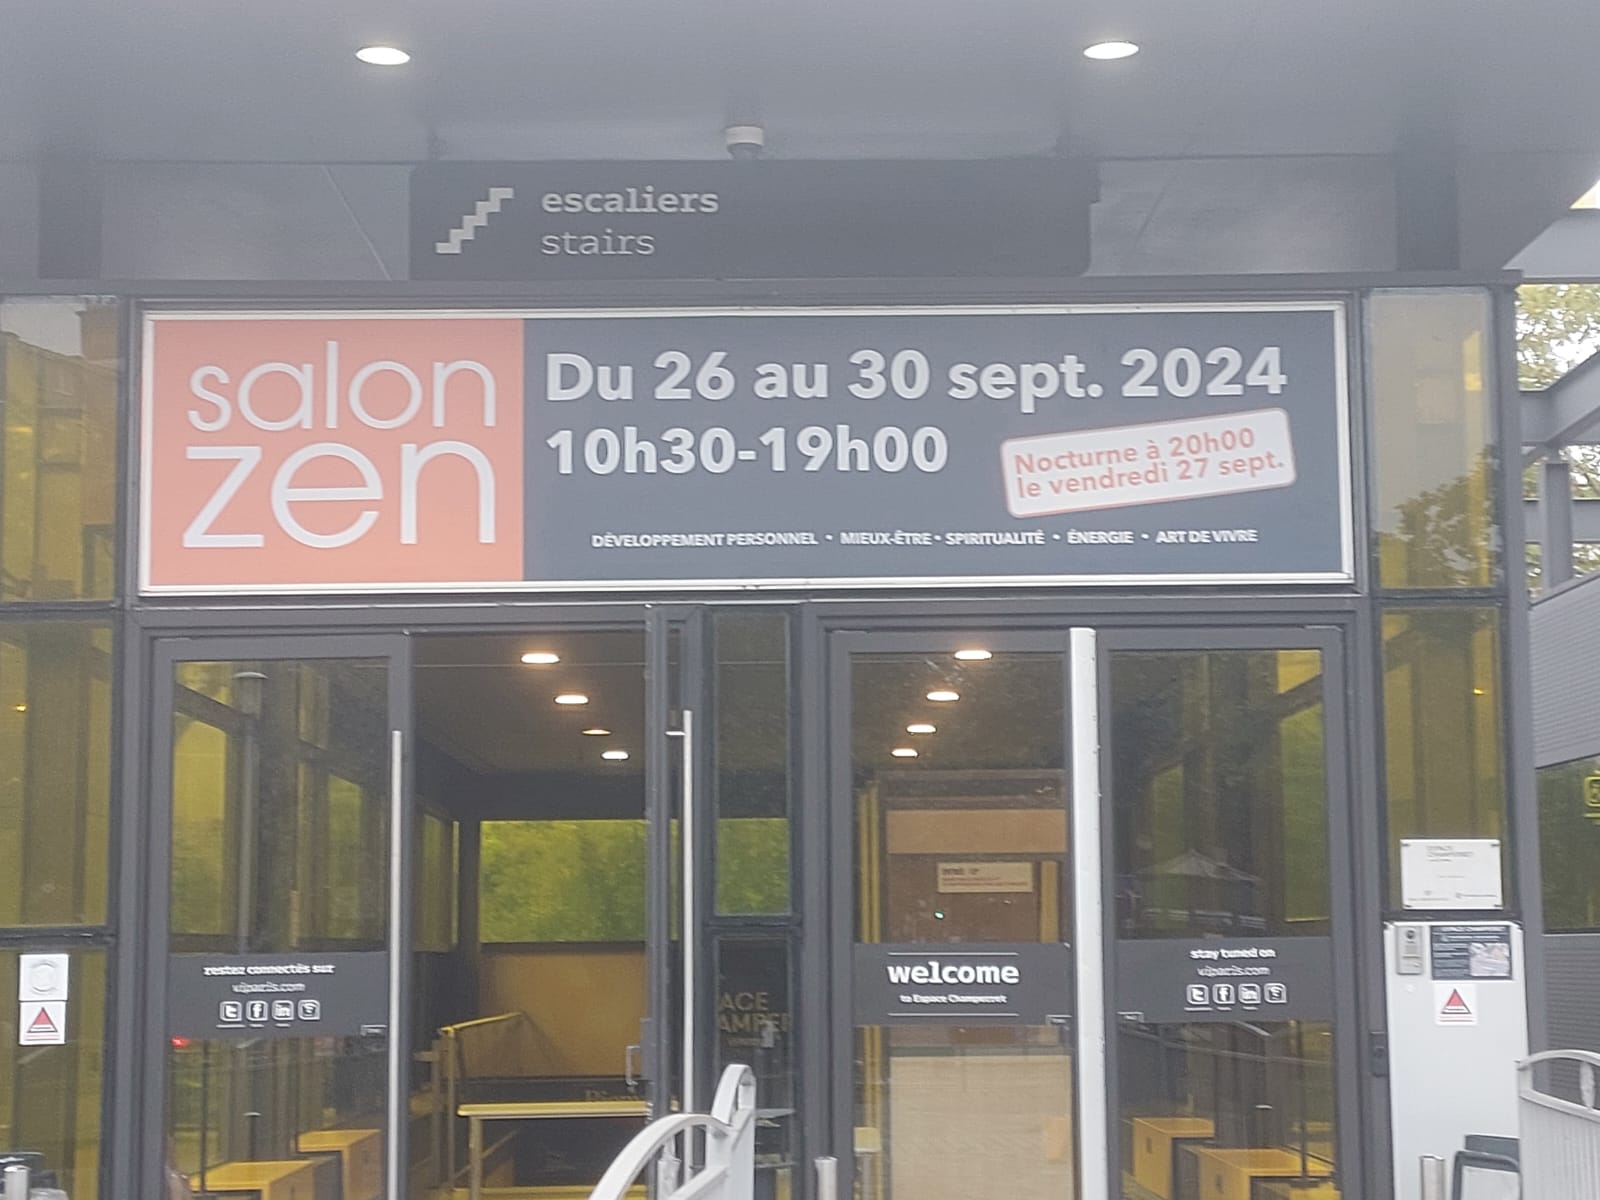 escaliers
stairs
salon
zen
Du 26 au 30 sept. 2024
10h30-19h00
Nocturne à 20h00
le vendredi 27 sept.
DÉVELOPPEMENT PERSONNEL • MIEUX-ÊTRE • SPIRITUALITÉ • ÉNERGIE • ART DE VIVRE
restez connectés sur
viparis.com
welcome
to Espace Champerret
stay tuned on
viparis.com